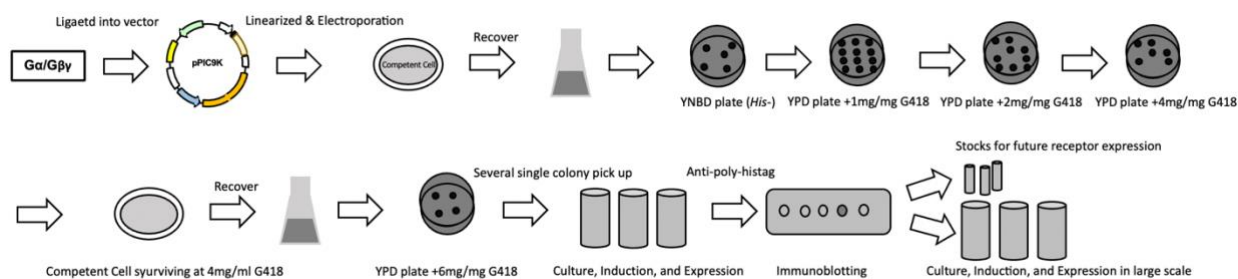 Ligaetd into vector
Linearized & Electroporation
Recover
Gα/Gβγ
pPIC9K
Competent Cell
YNBD plate (His-)
YPD plate +1mg/mg G418
YPD plate +2mg/mg G418
YPD plate +4mg/mg G418
Stocks for future receptor expression
Recover
Several single colony pick up
Anti-poly-histag
Competent Cell syurviving at 4mg/ml G418
YPD plate +6mg/mg G418
Culture, Induction, and Expression
Immunoblotting
Culture, Induction, and Expression in large scale